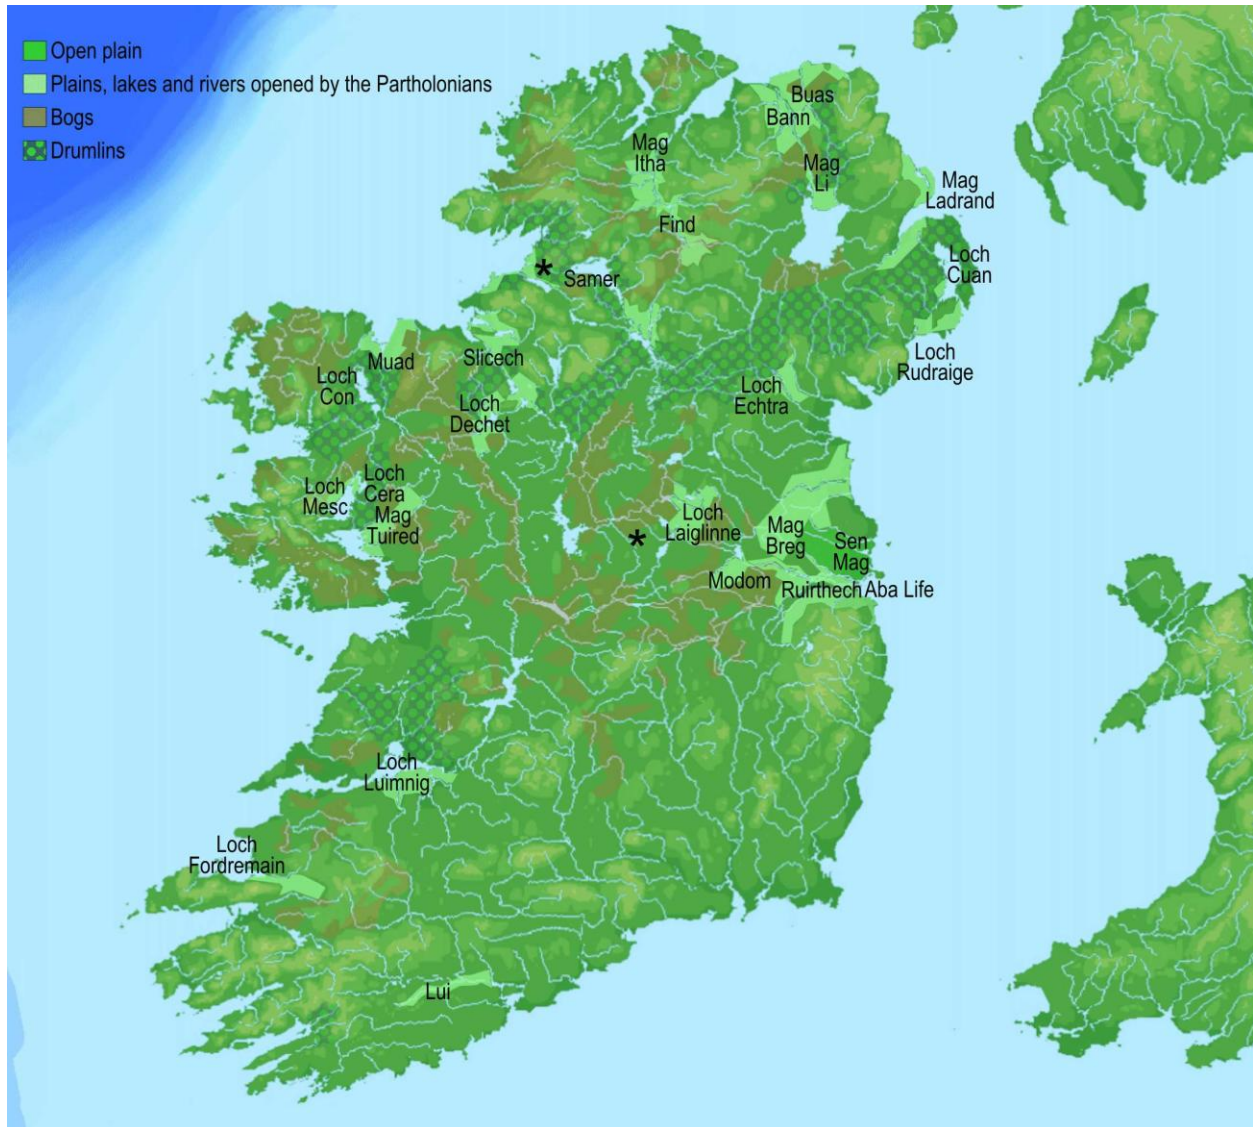 Open plain
Plains, lakes and rivers opened by the Partholonians
Bogs
Drumlins
Buas
Bann
Mag
Itha
Mag
Li
Mag
Ladrand
Find
Loch
Cuan
*
Samer
Loch
Rudraige
Muad
Slicech
Loch
Con
Loch
Echtra
Loch
Dechet
Loch
Mesc
Loch
Cera
Mag
Tuired
Loch
Laiglinne
*
Mag
Breg
Sen
Mag
Modom
Ruirthech
Aba Life
Loch
Luimnig
Loch
Fordremain
Lui